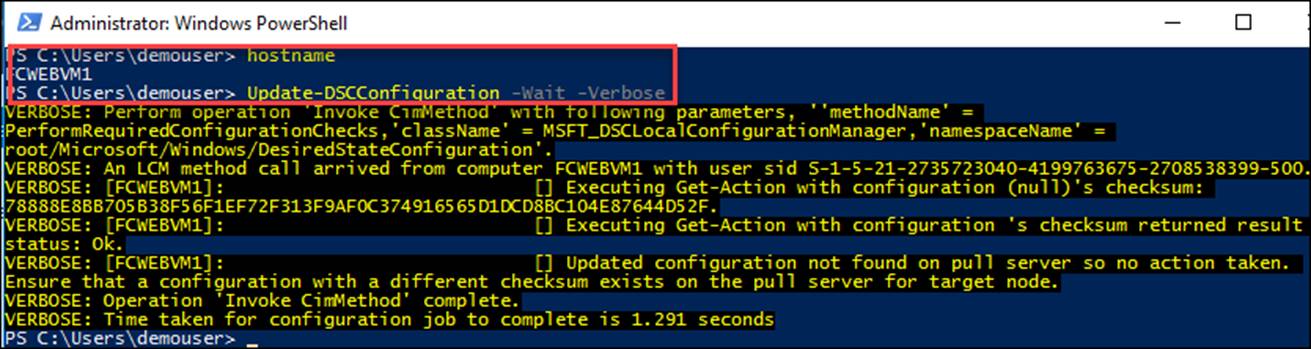 Administrator: Windows PowerShell
PS C:\Users\demouser> hostname
FCWEBVM1
PS C:\Users\demouser> Update-DSCConfiguration -Wait -Verbose
VERBOSE: Perform operation 'Invoke CimMethod' with following parameters, ''methodName' =
PerformRequiredConfigurationChecks,'className' = MSFT_DSCLocalConfigurationManager,'namespaceName' =
root/Microsoft/Windows/DesiredStateConfiguration'.
VERBOSE: An LCM method call arrived from computer FCWEBVM1 with user sid S-1-5-21-2735723040-4199763675-2708538399-500.
VERBOSE: [FCWEBVM1]: [] Executing Get-Action with configuration (null)'s checksum:
78888E8BB705B38F56F1EF72F313F9AF0C374916565D1DCD8BC104E87644D52F.
VERBOSE: [FCWEBVM1]: [] Executing Get-Action with configuration 's checksum returned result
status: Ok.
VERBOSE: [FCWEBVM1]: [] Updated configuration not found on pull server so no action taken.
Ensure that a configuration with a different checksum exists on the pull server for target node.
VERBOSE: Operation 'Invoke CimMethod' complete.
VERBOSE: Time taken for configuration job to complete is 1.291 seconds
PS C:\Users\demouser> _